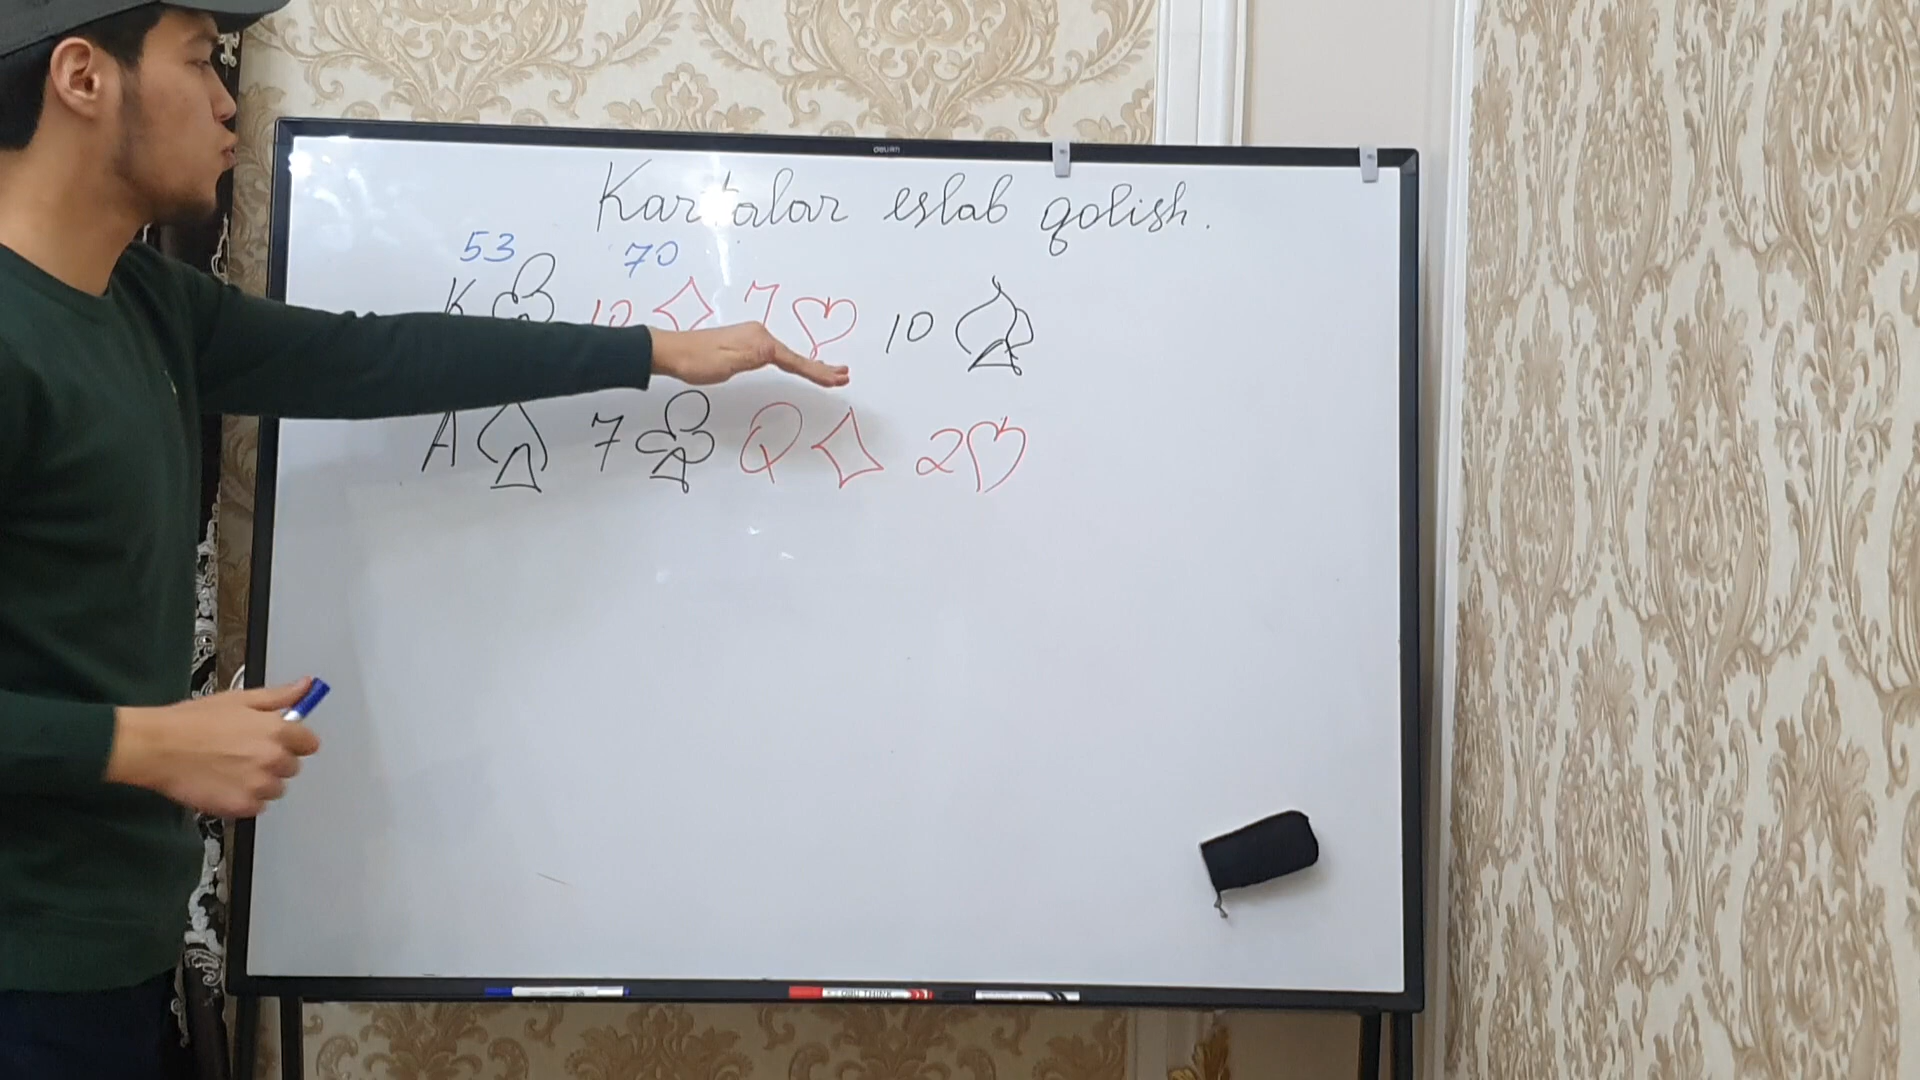 Kartalar eslab qolish.
53 70
K♣ 10♦ 7♥ 10♠
A♠ 7♣ Q♦ 2♥